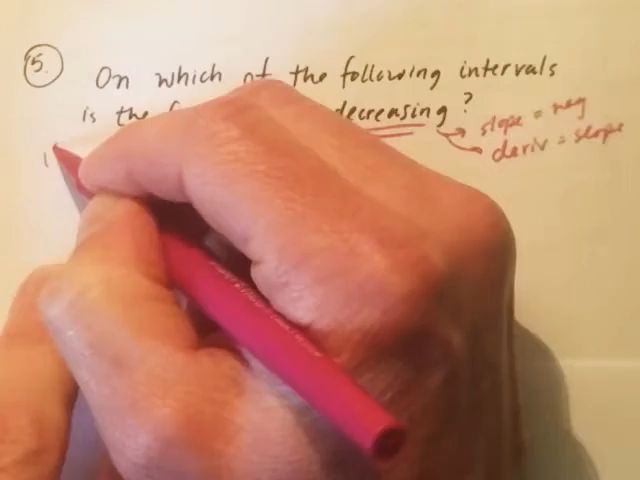 5.
On which of the following intervals
is the decreasing?
slope = neg
deriv = slope